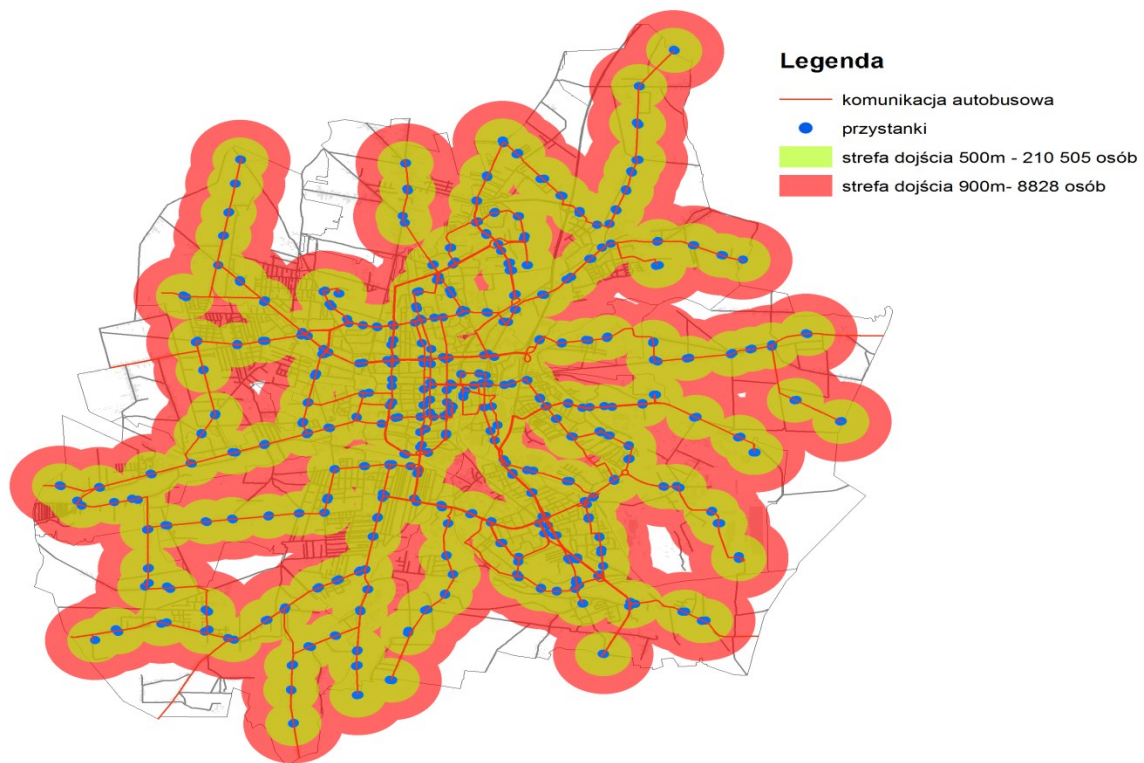 Legenda
komunikacja autobusowa
przystanki
strefa dojścia 500m - 210 505 osób
strefa dojścia 900m- 8828 osób